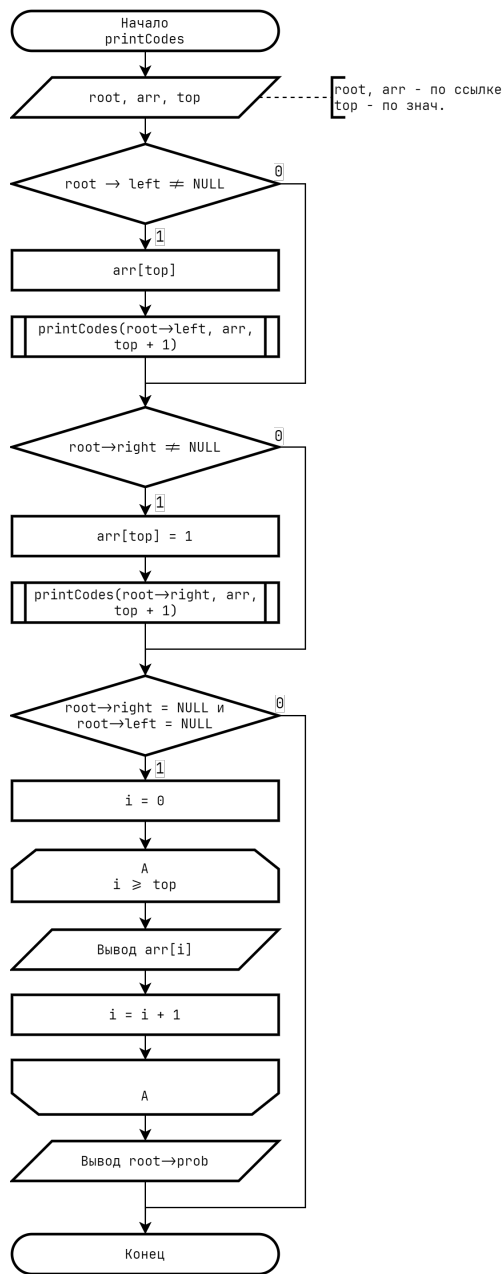 Начало
printCodes
root, arr, top
root, arr - по ссылке
top - по знач.
0
root → left ≠ NULL
1
arr[top]
printCodes(root→left, arr,
top + 1)
0
root→right ≠ NULL
1
arr[top] = 1
printCodes(root→right, arr,
top + 1)
0
root→right = NULL и
root→left = NULL
1
i = 0
A
i ⩾ top
Вывод arr[i]
i = i + 1
A
Вывод root→prob
Конец